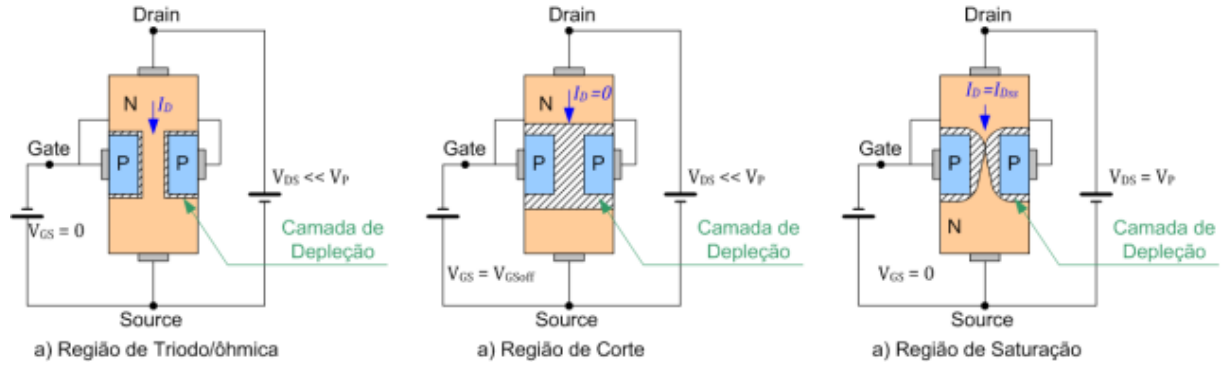 Drain
N
I_D
P
P
Gate
V_DS << V_P
V_GS = 0
Camada de
Depleção
Source
a) Região de Triodo/ôhmica
Drain
N
I_D=0
P
P
Gate
V_DS << V_P
Camada de
Depleção
V_GS = V_GSoff
Source
a) Região de Corte
Drain
I_D=I_Dss
P
P
Gate
V_DS = V_P
N
Camada de
Depleção
V_GS = 0
Source
a) Região de Saturação